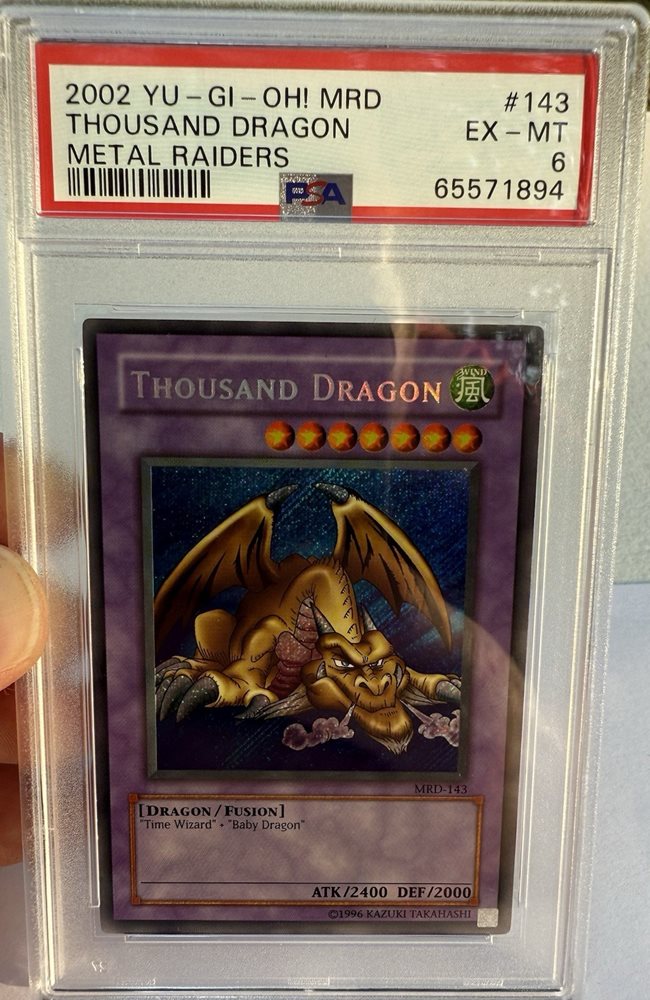 2002 YU-GI-OH! MRD #143
THOUSAND DRAGON EX-MT
METAL RAIDERS 6
PSA 65571894
THOUSAND DRAGON
WIND
風
MRD-143
[DRAGON/FUSION]
"Time Wizard" + "Baby Dragon"
ATK/2400 DEF/2000
©1996 KAZUKI TAKAHASHI